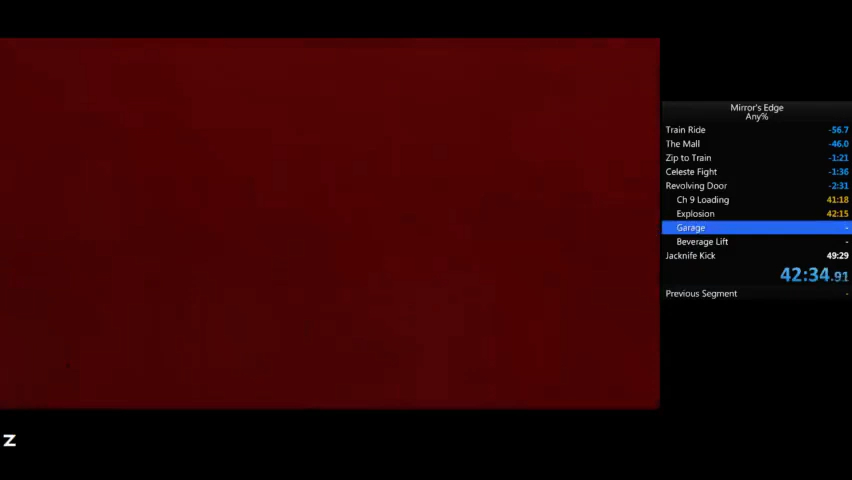 Mirror's Edge
Any%
Train Ride -56.7
The Mall -46.0
Zip to Train -1:21
Celeste Fight -1:36
Revolving Door -2:31
Ch 9 Loading 41:18
Explosion 42:15
Garage -
Beverage Lift -
Jacknife Kick 49:29
42:34.91
Previous Segment -
Z